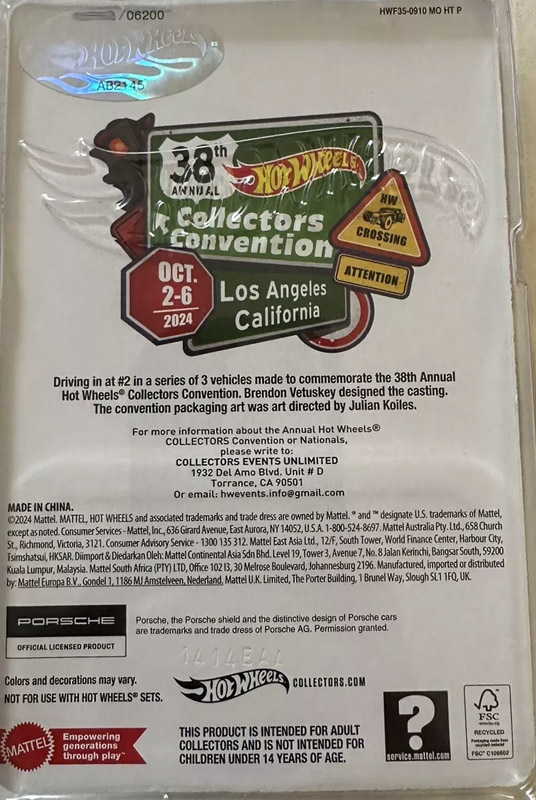 /06200
HWF35-0910 MO HT P
Hot Wheels
38th
ANNUAL
HOT WHEELS
Collectors
Convention
HW
CROSSING
ATTENTION
OCT.
2-6
2024
Los Angeles
California
Driving in at #2 in a series of 3 vehicles made to commemorate the 38th Annual
Hot Wheels® Collectors Convention. Brendon Vetuskey designed the casting.
The convention packaging art was art directed by Julian Koiles.
For more information about the Annual Hot Wheels®
COLLECTORS Convention or Nationals,
please write to:
COLLECTORS EVENTS UNLIMITED
1932 Del Amo Blvd. Unit # D
Torrance, CA 90501
Or email: hwevents.info@gmail.com
MADE IN CHINA.
©2024 Mattel. MATTEL, HOT WHEELS and associated trademarks and trade dress are owned by Mattel. ® and ™ designate U.S. trademarks of Mattel,
except as noted. Consumer Services - Mattel, Inc., 636 Girard Avenue, East Aurora, NY 14052, U.S.A. 1-800-524-8697. Mattel Australia Pty. Ltd., 658 Church
St., Richmond, Victoria, 3121. Consumer Advisory Service - 1300 135 312. Mattel East Asia Ltd., 12/F, South Tower, World Finance Center, Harbour City,
Tsimshatsui, HKSAR. Diimport & Diedarkan Oleh: Mattel Continental Asia Sdn Bhd. Level 19, Tower 3, Avenue 7, No. 8 Jalan Kerinchi, Bangsar South, 59200
Kuala Lumpur, Malaysia. Mattel South Africa (PTY) LTD, Office 102 I3, 30 Melrose Boulevard, Johannesburg 2196. Manufactured, imported or distributed
by: Mattel Europa B.V., Gondel 1, 1186 MJ Amstelveen, Nederland. Mattel U.K. Limited, The Porter Building, 1 Brunel Way, Slough SL1 1FQ, UK.
PORSCHE
OFFICIAL LICENSED PRODUCT
Porsche, the Porsche shield and the distinctive design of Porsche cars
are trademarks and trade dress of Porsche AG. Permission granted.
1414EAA
Colors and decorations may vary.
NOT FOR USE WITH HOT WHEELS® SETS.
HOT WHEELS COLLECTORS.COM
MATTEL
Empowering
generations
through play™
THIS PRODUCT IS INTENDED FOR ADULT
COLLECTORS AND IS NOT INTENDED FOR
CHILDREN UNDER 14 YEARS OF AGE.
?
service.mattel.com
FSC
www.fsc.org
RECYCLED
Packaging made from
recycled material
FSC® C109502